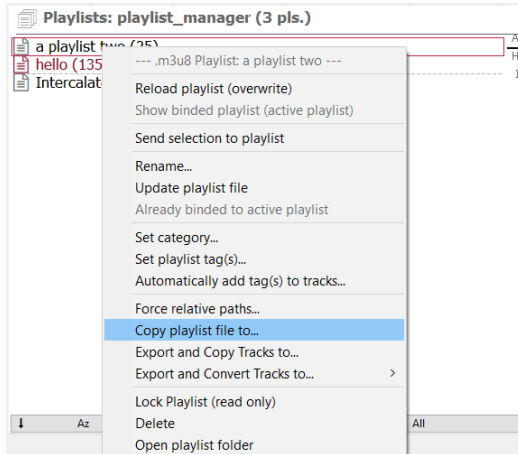 Playlists: playlist_manager (3 pls.)
a playlist two (25)
hello (135
Intercalat
A
H
--- .m3u8 Playlist: a playlist two ---
Reload playlist (overwrite)
Show binded playlist (active playlist)
Send selection to playlist
Rename...
Update playlist file
Already binded to active playlist
Set category...
Set playlist tag(s)...
Automatically add tag(s) to tracks...
Force relative paths...
Copy playlist file to...
Export and Copy Tracks to...
Export and Convert Tracks to...
Lock Playlist (read only)
Delete
Open playlist folder
Az
All